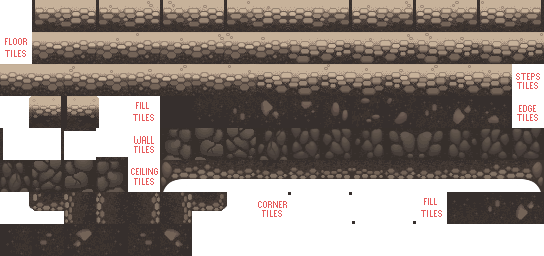 FLOOR
TILES
STEPS
TILES
FILL
TILES
EDGE
TILES
WALL
TILES
CEILING
TILES
CORNER
TILES
FILL
TILES